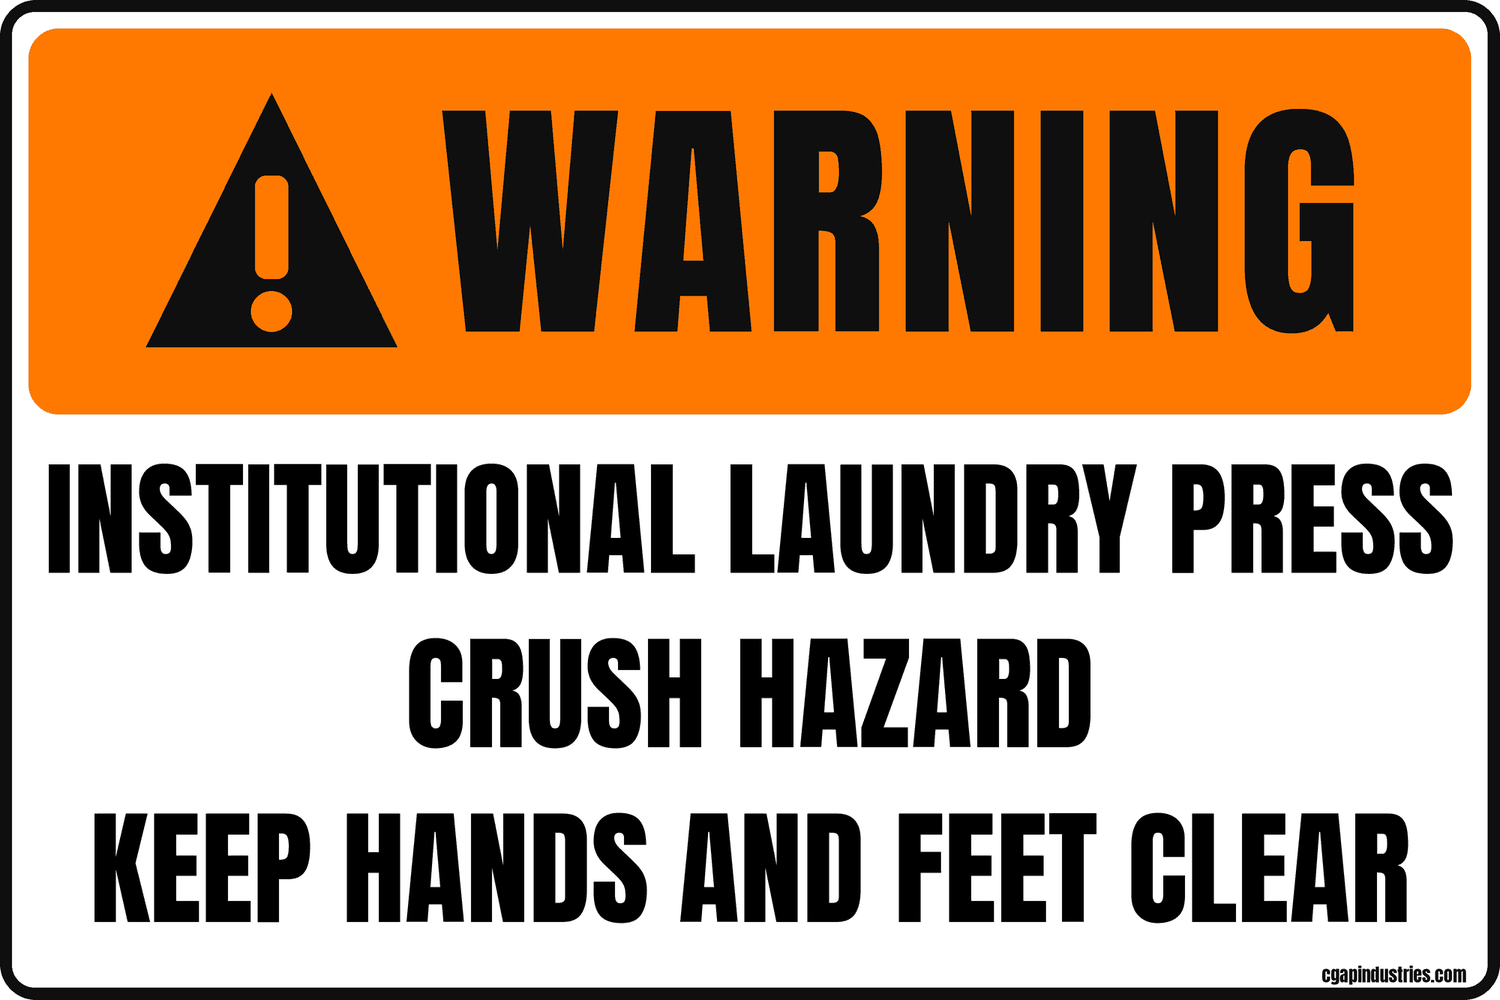 WARNING
INSTITUTIONAL LAUNDRY PRESS
CRUSH HAZARD
KEEP HANDS AND FEET CLEAR
cgapindustries.com